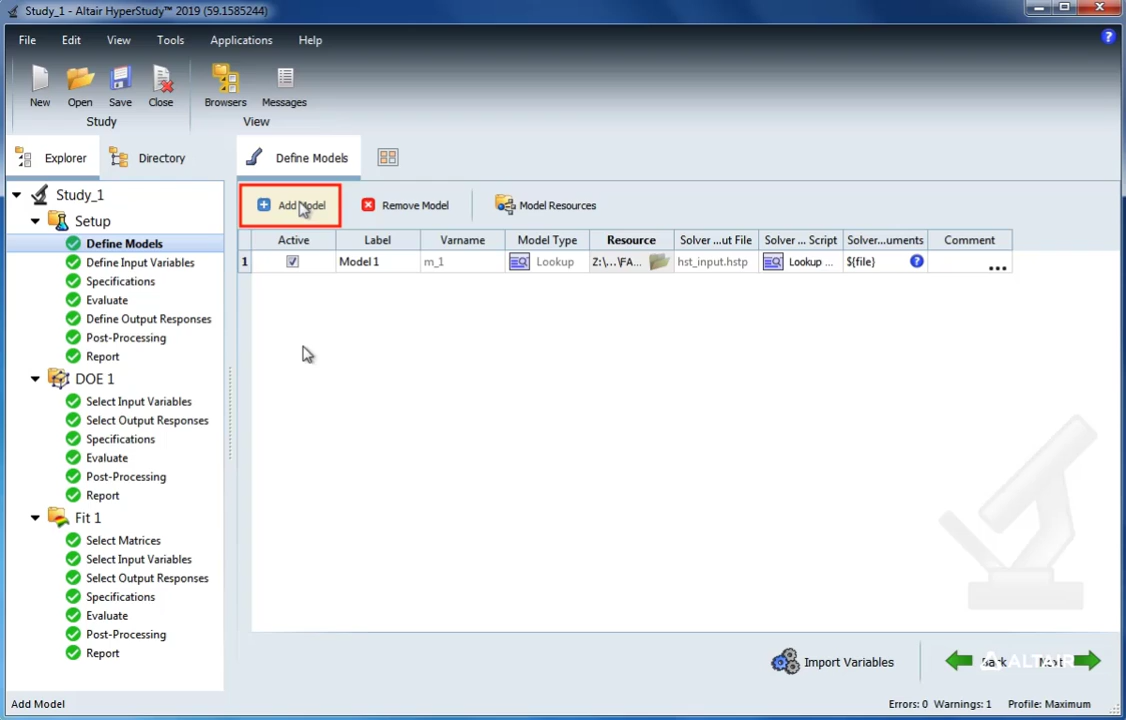 Study_1 - Altair HyperStudy™ 2019 (59.1585244)
File Edit View Tools Applications Help
New Open Save Close Browsers Messages
Study View
Explorer Directory Define Models
Add Model Remove Model Model Resources
Active Label Varname Model Type Resource Solver ...ut File Solver ... Script Solver...uments Comment
1 Model 1 m_1 Lookup Z:\...\FA... hst_input.hstp Lookup ... ${file} ...
Study_1
Setup
Define Models
Define Input Variables
Specifications
Evaluate
Define Output Responses
Post-Processing
Report
DOE 1
Select Input Variables
Select Output Responses
Specifications
Evaluate
Post-Processing
Report
Fit 1
Select Matrices
Select Input Variables
Select Output Responses
Specifications
Evaluate
Post-Processing
Report
Import Variables Back Next
ALTAIR
Add Model Errors: 0 Warnings: 1 Profile: Maximum